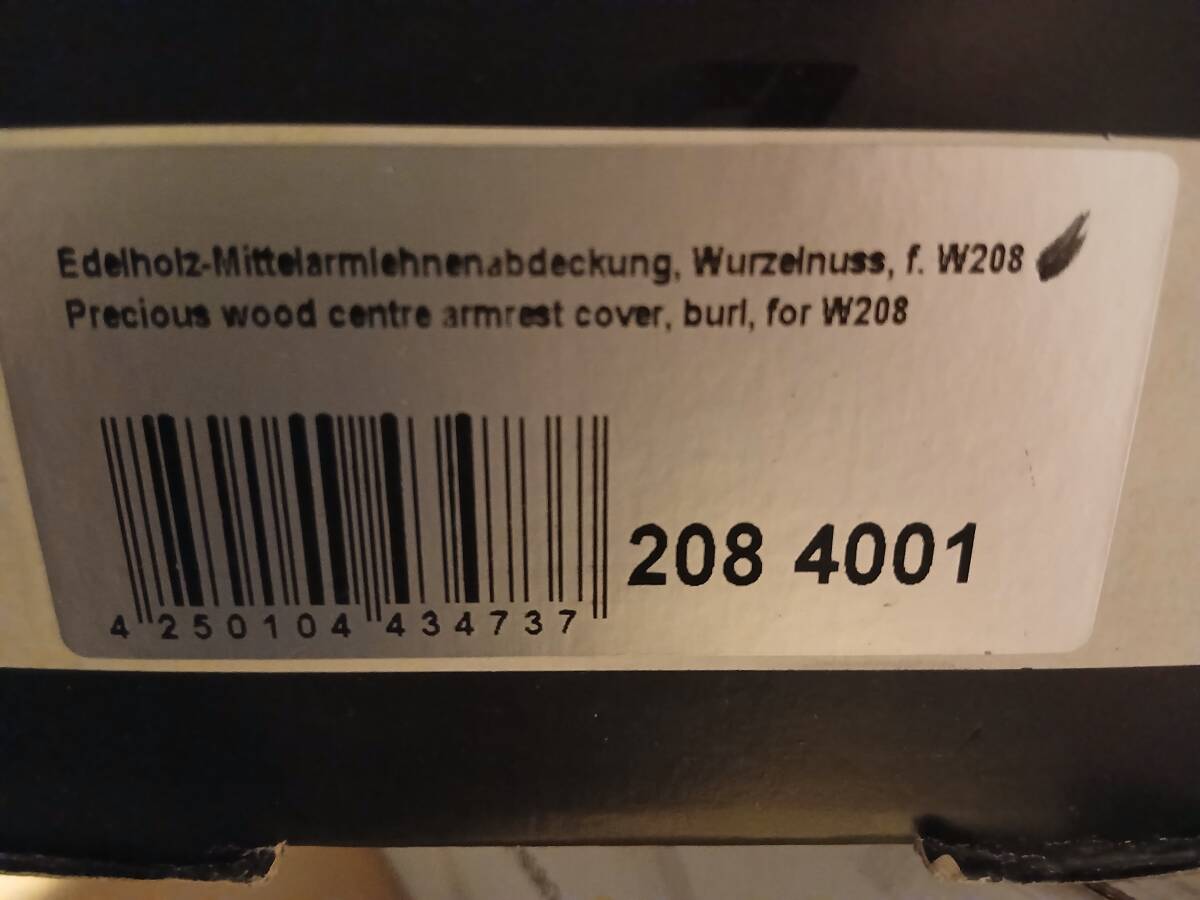 Edelholz-Mittelarmlehnenabdeckung, Wurzelnuss, f. W208
Precious wood centre armrest cover, burl, for W208
208 4001
4 250104 434737